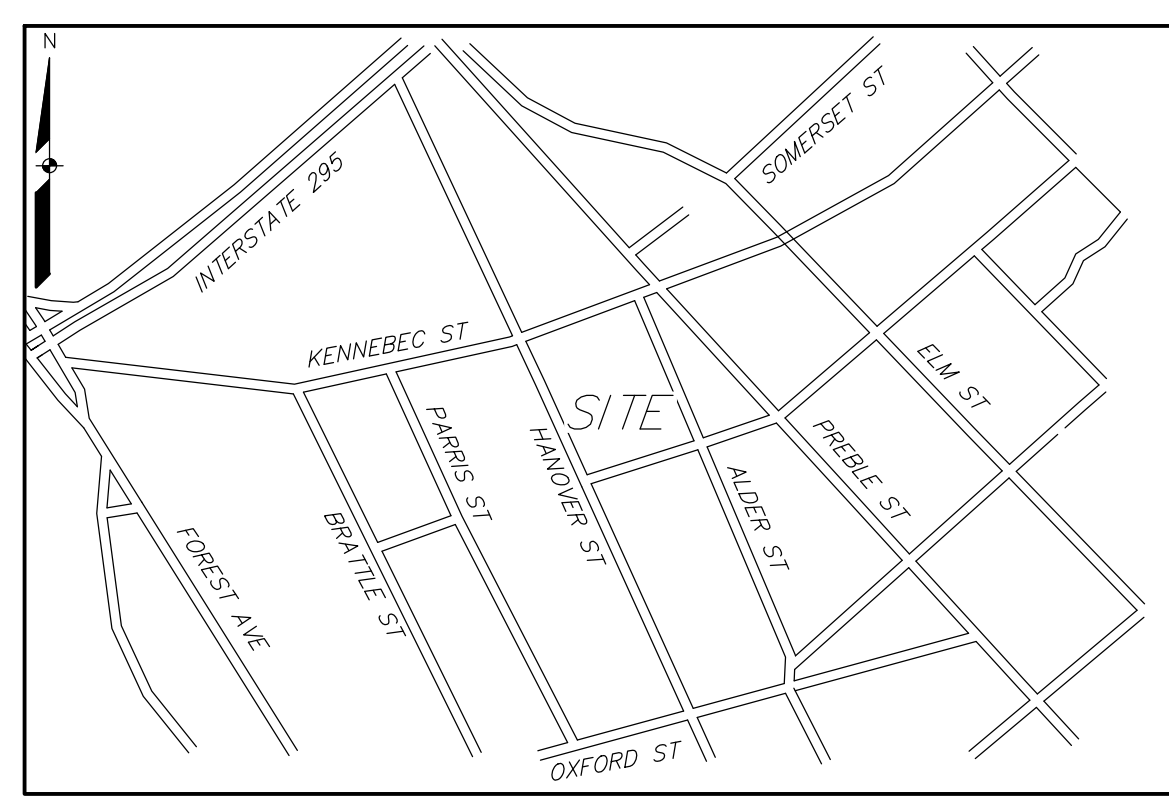 N
SOMERSET ST
INTERSTATE 295
KENNEBEC ST
ELM ST
SITE
PARRIS ST
HANOVER ST
PREBLE ST
ALDER ST
BRATTLE ST
FOREST AVE
OXFORD ST